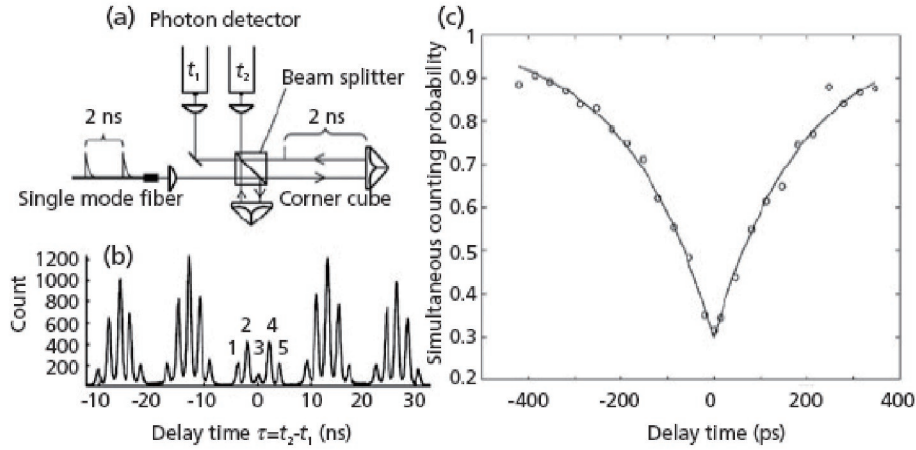 (a) Photon detector
t1 t2
Beam splitter
2 ns
2 ns
Single mode fiber
Corner cube
(b)
Count
1200
1000
800
600
400
200
1 2 3 4 5
-10 -20 -10 0 10 20 30
Delay time τ=t2-t1 (ns)
(c)
Simultaneous counting probability
1
0.9
0.8
0.7
0.6
0.5
0.4
0.3
0.2
-400 -200 0 200 400
Delay time (ps)